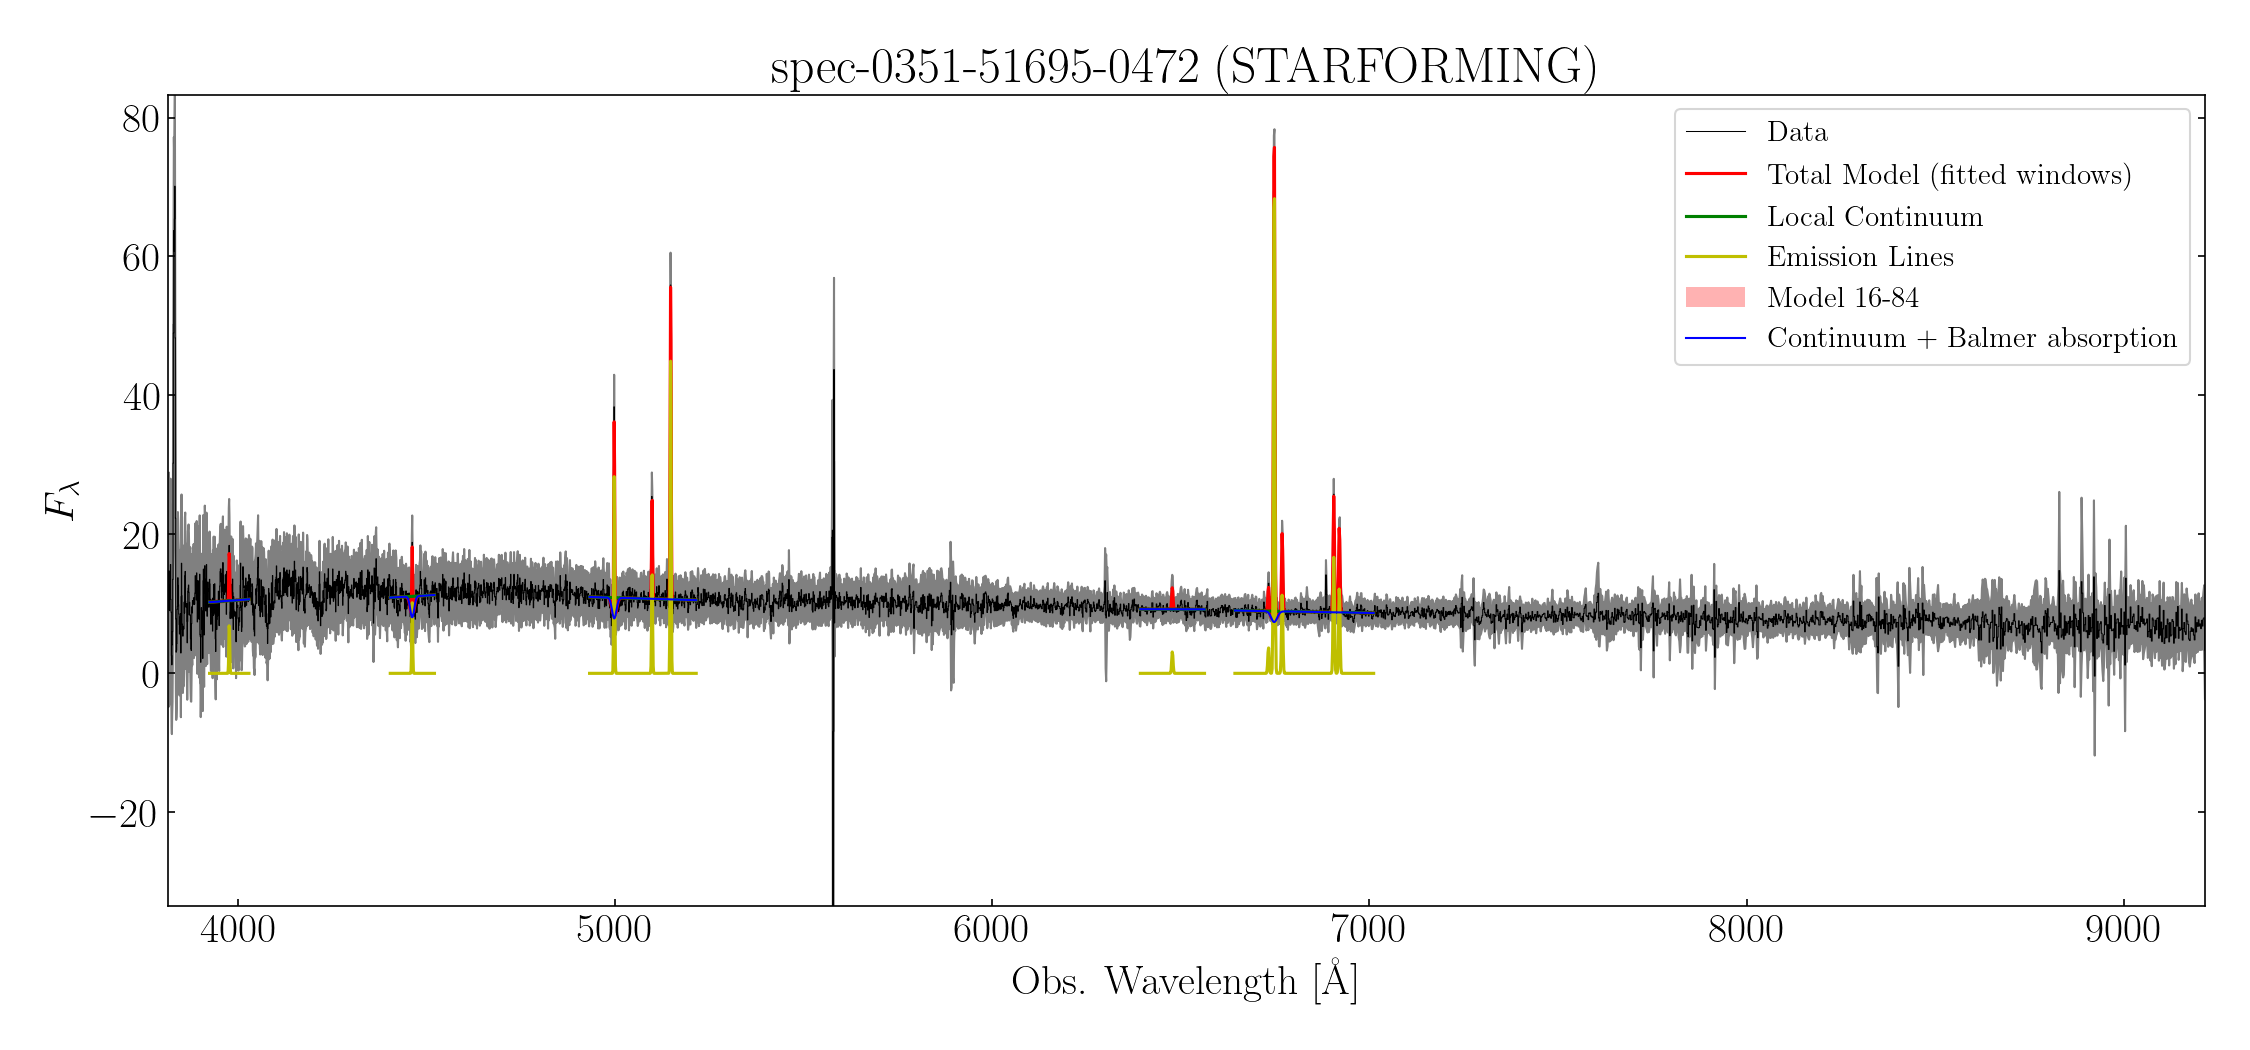 spec-0351-51695-0472 (STARFORMING)
80
60
40
20
0
−20
F_λ
Data
Total Model (fitted windows)
Local Continuum
Emission Lines
Model 16-84
Continuum + Balmer absorption
4000 5000 6000 7000 8000 9000
Obs. Wavelength [Å]